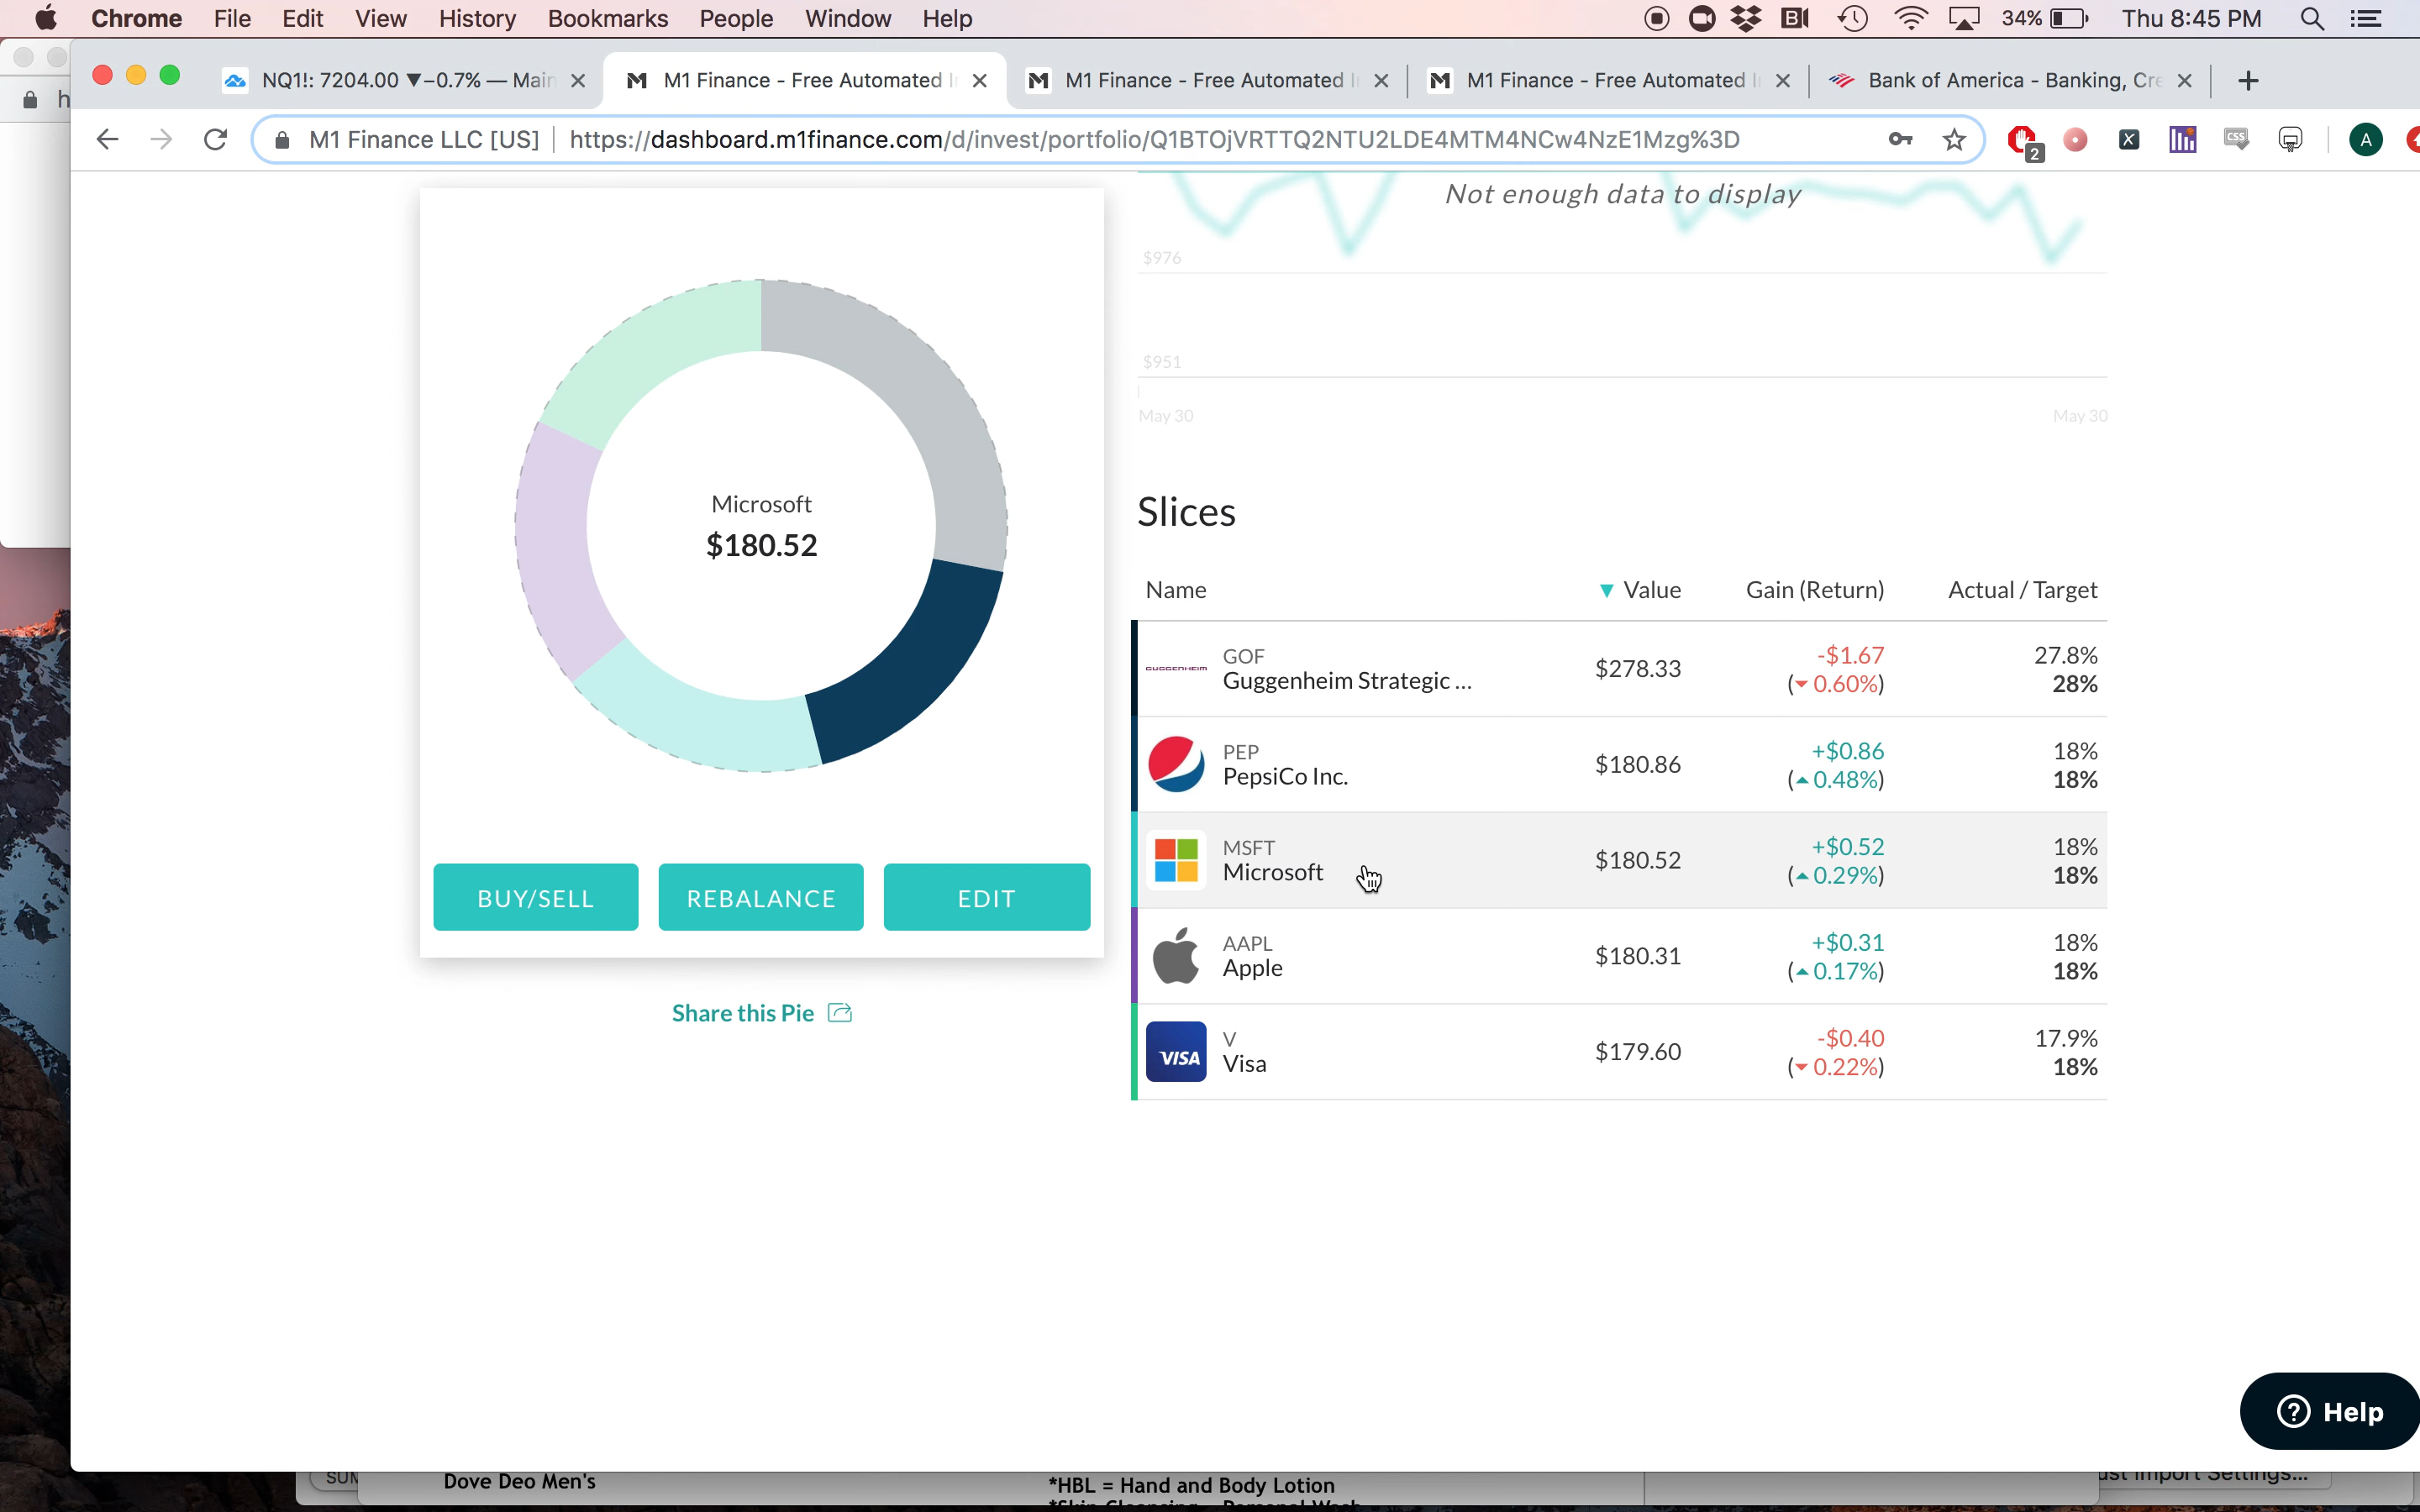 Chrome File Edit View History Bookmarks People Window Help 34% Thu 8:45 PM
NQ1!: 7204.00 ▼−0.7% — Main
M1 Finance - Free Automated I
M1 Finance - Free Automated I
M1 Finance - Free Automated I
Bank of America - Banking, Cre
M1 Finance LLC [US] https://dashboard.m1finance.com/d/invest/portfolio/Q1BTOjVRTTQ2NTU2LDE4MTM4NCw4NzE1Mzg%3D
2
CSS
A
h
Not enough data to display
$976
$951
May 30 May 30
Microsoft
$180.52
BUY/SELL REBALANCE EDIT
Share this Pie
Slices
Name ▼ Value Gain (Return) Actual / Target
GUGGENHEIM
GOF
Guggenheim Strategic ...
$278.33
-$1.67
(▼0.60%)
27.8%
28%
PEP
PepsiCo Inc.
$180.86
+$0.86
(▲0.48%)
18%
18%
MSFT
Microsoft
$180.52
+$0.52
(▲0.29%)
18%
18%
AAPL
Apple
$180.31
+$0.31
(▲0.17%)
18%
18%
VISA
V
Visa
$179.60
-$0.40
(▼0.22%)
17.9%
18%
? Help
SUM
Dove Deo Men's
*HBL = Hand and Body Lotion
Import Settings...